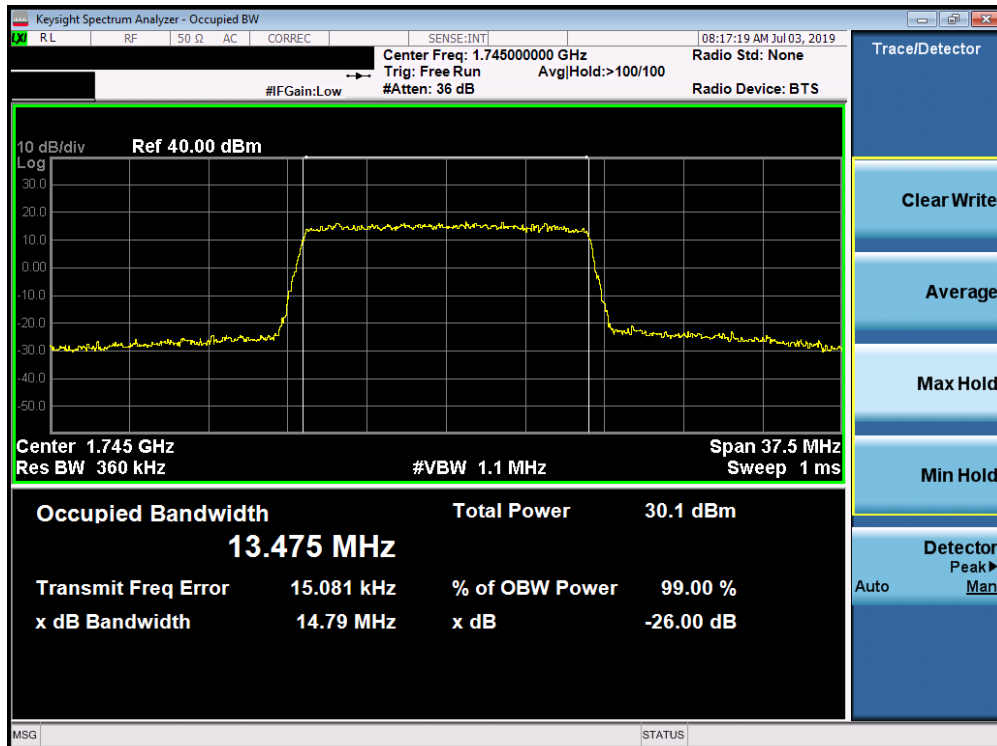 Keysight Spectrum Analyzer - Occupied BW
LXI RL RF 50 Ω AC CORREC SENSE:INT 08:17:19 AM Jul 03, 2019
Center Freq: 1.745000000 GHz Radio Std: None
Trig: Free Run Avg|Hold:>100/100
#IFGain:Low #Atten: 36 dB Radio Device: BTS
10 dB/div Ref 40.00 dBm
Log
30.0
20.0
10.0
0.00
-10.0
-20.0
-30.0
-40.0
-50.0
Center 1.745 GHz Span 37.5 MHz
Res BW 360 kHz #VBW 1.1 MHz Sweep 1 ms
Occupied Bandwidth Total Power 30.1 dBm
13.475 MHz
Transmit Freq Error 15.081 kHz % of OBW Power 99.00 %
x dB Bandwidth 14.79 MHz x dB -26.00 dB
MSG STATUS
Trace/Detector
Clear Write
Average
Max Hold
Min Hold
Detector
Peak▶
Auto Man